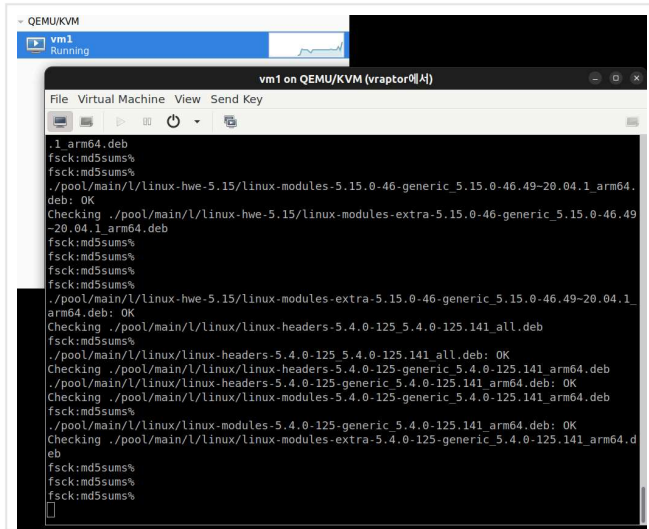 QEMU/KVM
vm1
Running
vm1 on QEMU/KVM (vraptor에서)
File Virtual Machine View Send Key
.1_arm64.deb
fsck:md5sums%
fsck:md5sums%
./pool/main/l/linux-hwe-5.15/linux-modules-5.15.0-46-generic_5.15.0-46.49~20.04.1_arm64.
deb: OK
Checking ./pool/main/l/linux-hwe-5.15/linux-modules-extra-5.15.0-46-generic_5.15.0-46.49
~20.04.1_arm64.deb
fsck:md5sums%
fsck:md5sums%
fsck:md5sums%
fsck:md5sums%
./pool/main/l/linux-hwe-5.15/linux-modules-extra-5.15.0-46-generic_5.15.0-46.49~20.04.1_
arm64.deb: OK
Checking ./pool/main/l/linux/linux-headers-5.4.0-125_5.4.0-125.141_all.deb
fsck:md5sums%
./pool/main/l/linux/linux-headers-5.4.0-125_5.4.0-125.141_all.deb: OK
Checking ./pool/main/l/linux/linux-headers-5.4.0-125-generic_5.4.0-125.141_arm64.deb
./pool/main/l/linux/linux-headers-5.4.0-125-generic_5.4.0-125.141_arm64.deb: OK
Checking ./pool/main/l/linux/linux-modules-5.4.0-125-generic_5.4.0-125.141_arm64.deb
fsck:md5sums%
./pool/main/l/linux/linux-modules-5.4.0-125-generic_5.4.0-125.141_arm64.deb: OK
Checking ./pool/main/l/linux/linux-modules-extra-5.4.0-125-generic_5.4.0-125.141_arm64.d
eb
fsck:md5sums%
fsck:md5sums%
fsck:md5sums%